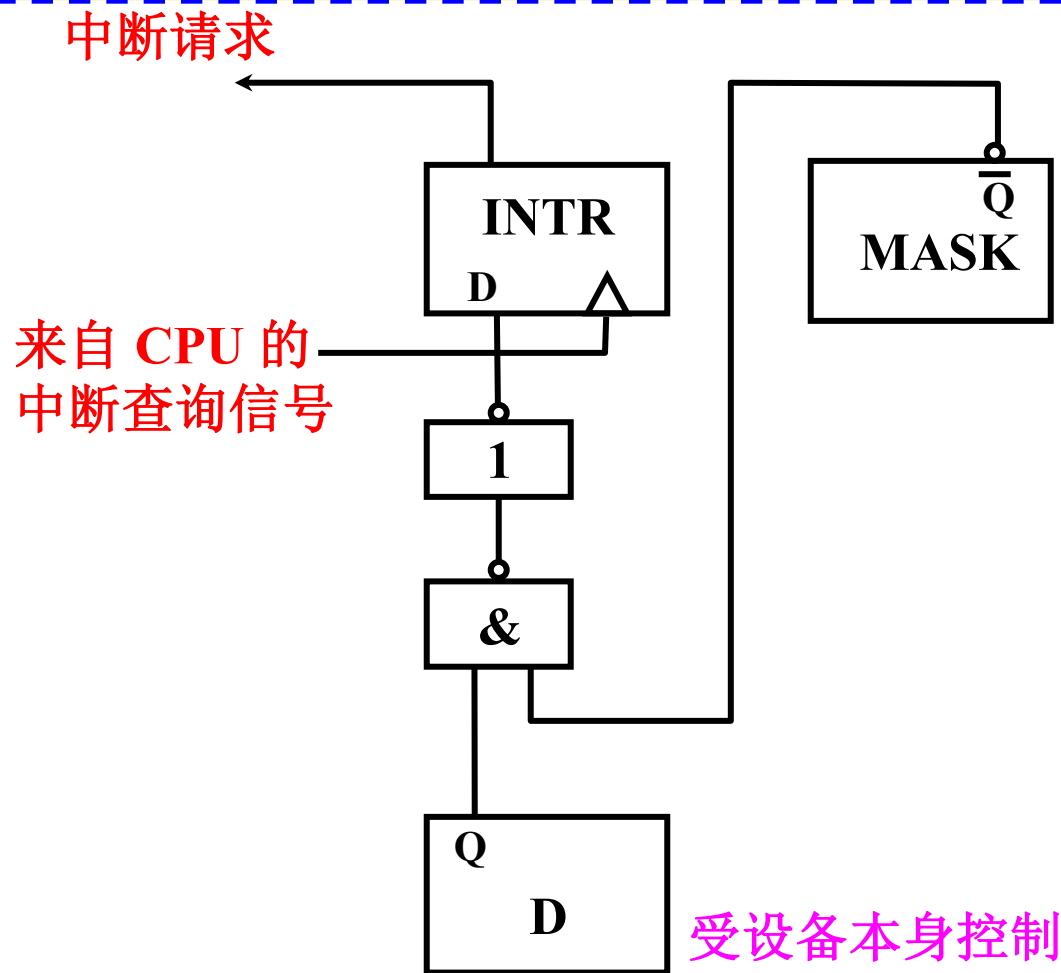 中断请求
INTR
D
Q̅
MASK
来自 CPU 的
中断查询信号
1
&
Q
D
受设备本身控制